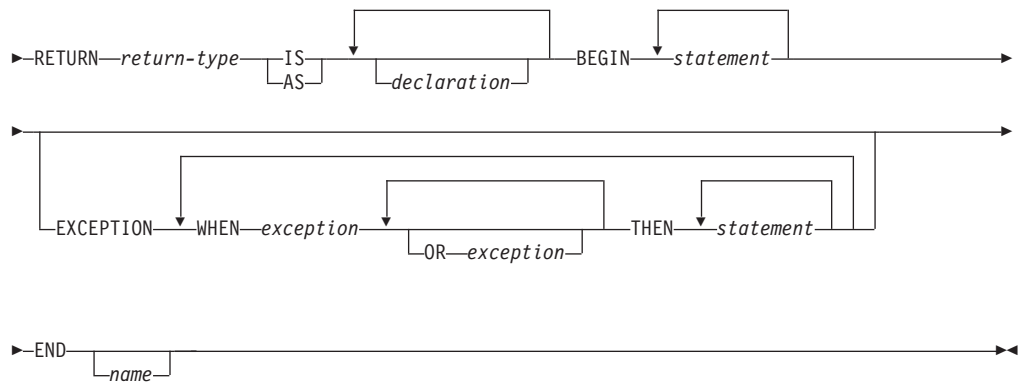 RETURN return-type IS BEGIN statement
AS declaration
EXCEPTION WHEN exception THEN statement
OR exception
END
name